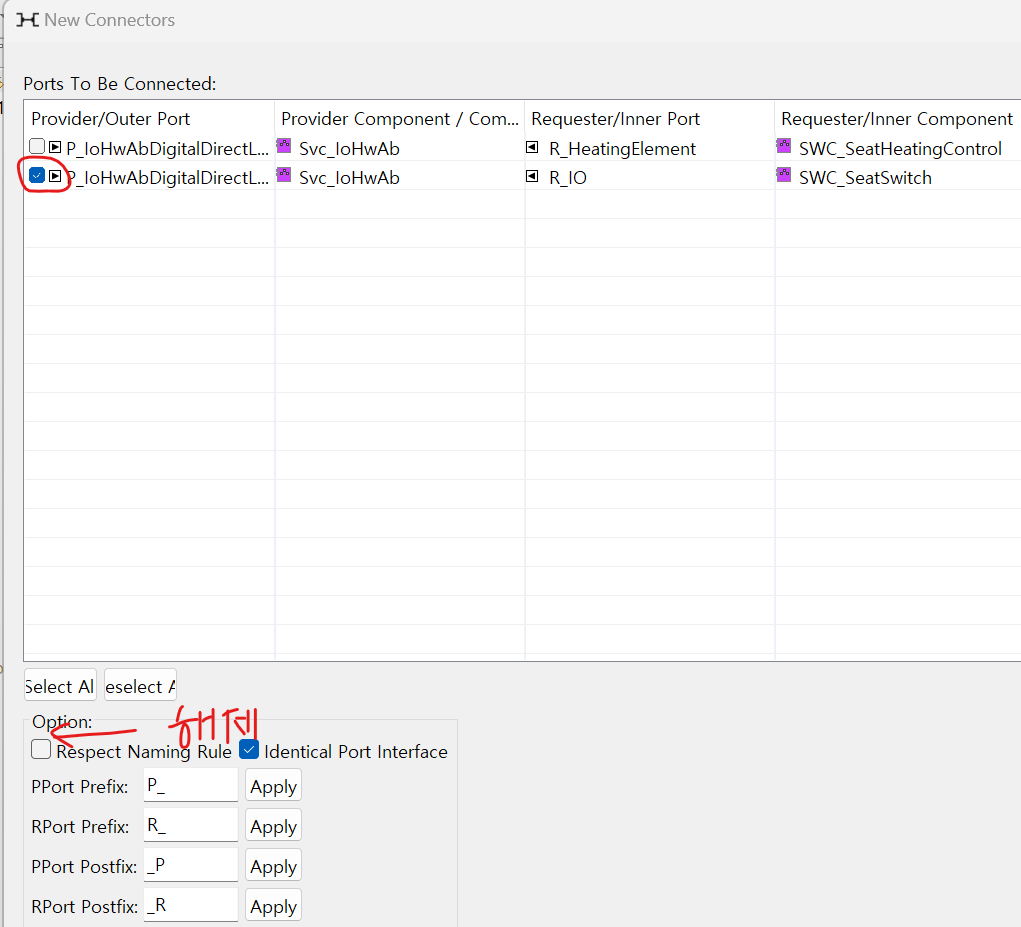 New Connectors
Ports To Be Connected:
Provider/Outer Port Provider Component / Com... Requester/Inner Port Requester/Inner Component
P_IoHwAbDigitalDirectL... Svc_IoHwAb R_HeatingElement SWC_SeatHeatingControl
P_IoHwAbDigitalDirectL... Svc_IoHwAb R_IO SWC_SeatSwitch
Select Al eselect A
Option: 해제
Respect Naming Rule Identical Port Interface
PPort Prefix: P_ Apply
RPort Prefix: R_ Apply
PPort Postfix: _P Apply
RPort Postfix: _R Apply